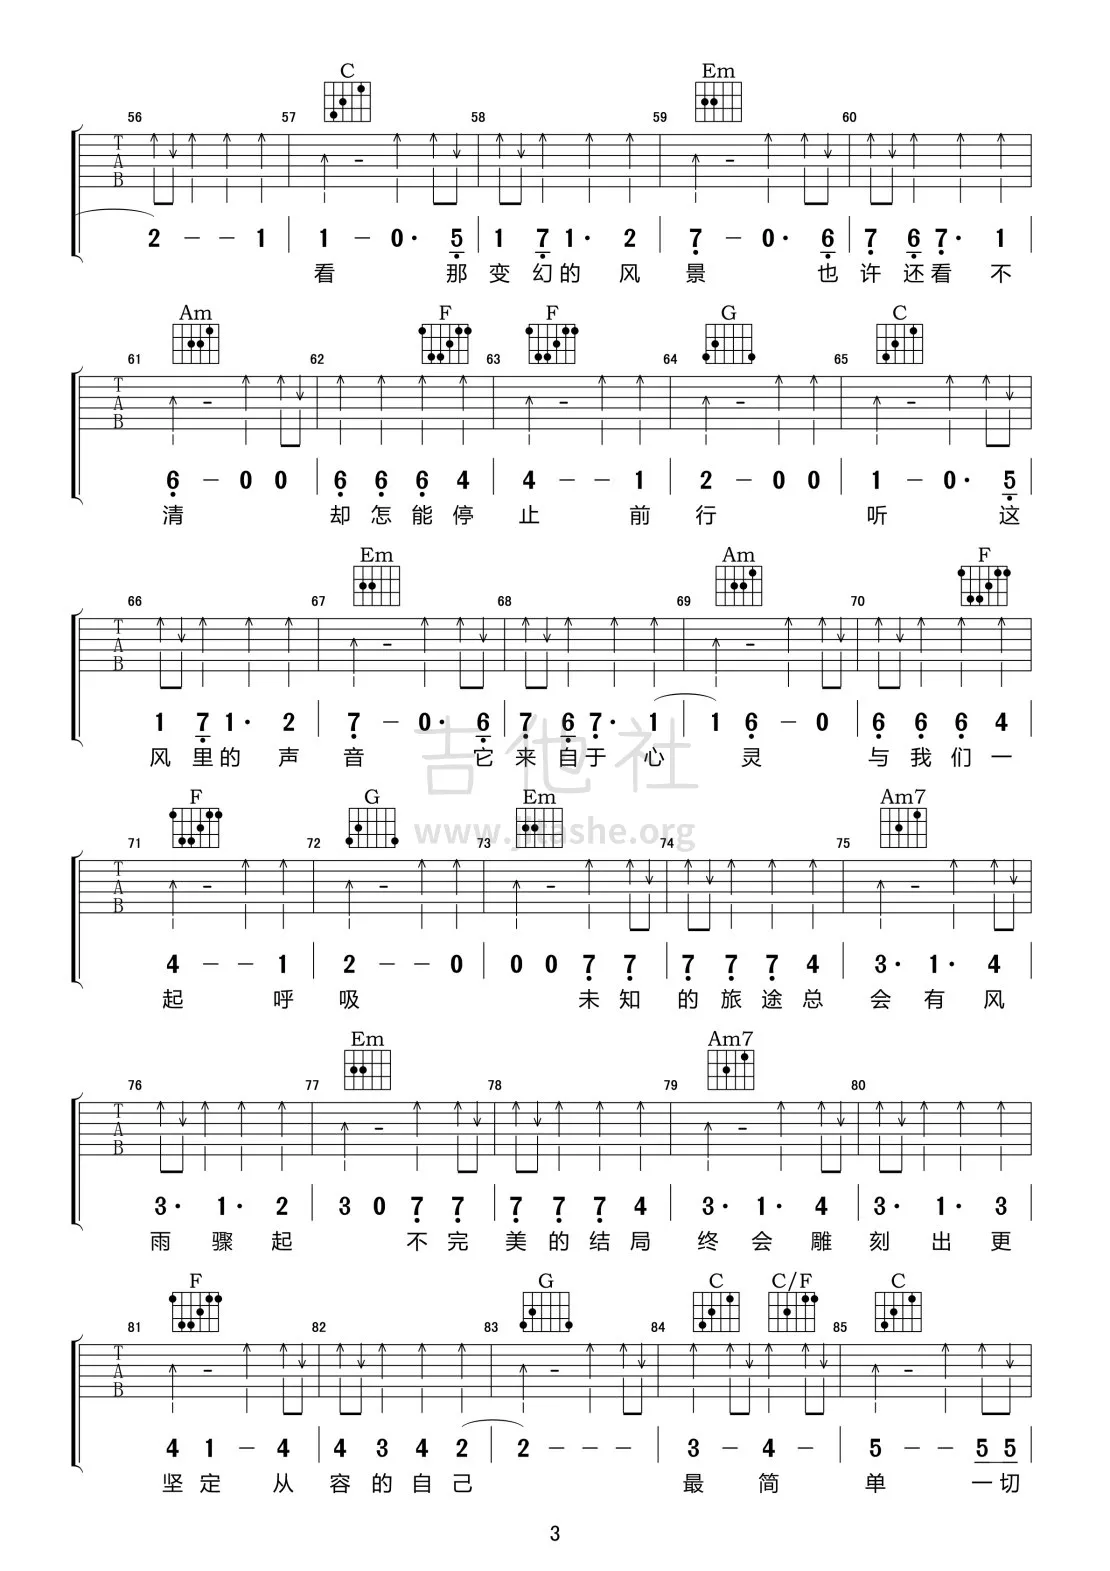 C Em
56 57 58 59 60
T
A
B
2 - - 1 | 1 - 0· 5 | 1 7 1· 2 | 7 - 0· 6 | 7 6 7· 1
看 那 变 幻 的 风 景 也 许 还 看 不
Am F F G C
61 62 63 64 65
T
A
B
6 - 0 0 | 6 6 6 4 | 4 - - 1 | 2 - 0 0 | 1 - 0· 5
清 却 怎 能 停 止 前 行 听 这
Em Am F
66 67 68 69 70
T
A
B
1 7 1· 2 | 7 - 0· 6 | 7 6 7· 1 | 1 6 - 0 | 6 6 6 4
风 里 的 声 音 它 来 自 于 心 灵 与 我 们 一
吉他社
www.jitashe.org
F G Em Am7
71 72 73 74 75
T
A
B
4 - - 1 | 2 - - 0 | 0 0 7 7 | 7 7 7 4 | 3· 1· 4
起 呼 吸 未 知 的 旅 途 总 会 有 风
Em Am7
76 77 78 79 80
T
A
B
3· 1· 2 | 3 0 7 7 | 7 7 7 4 | 3· 1· 4 | 3· 1· 3
雨 骤 起 不 完 美 的 结 局 终 会 雕 刻 出 更
F G C C/F C
81 82 83 84 85
T
A
B
4 1 - 4 | 4 3 4 2 | 2 - - - | 3 - 4 - | 5 - - 5 5
坚 定 从 容 的 自 己 最 简 单 一 切
3